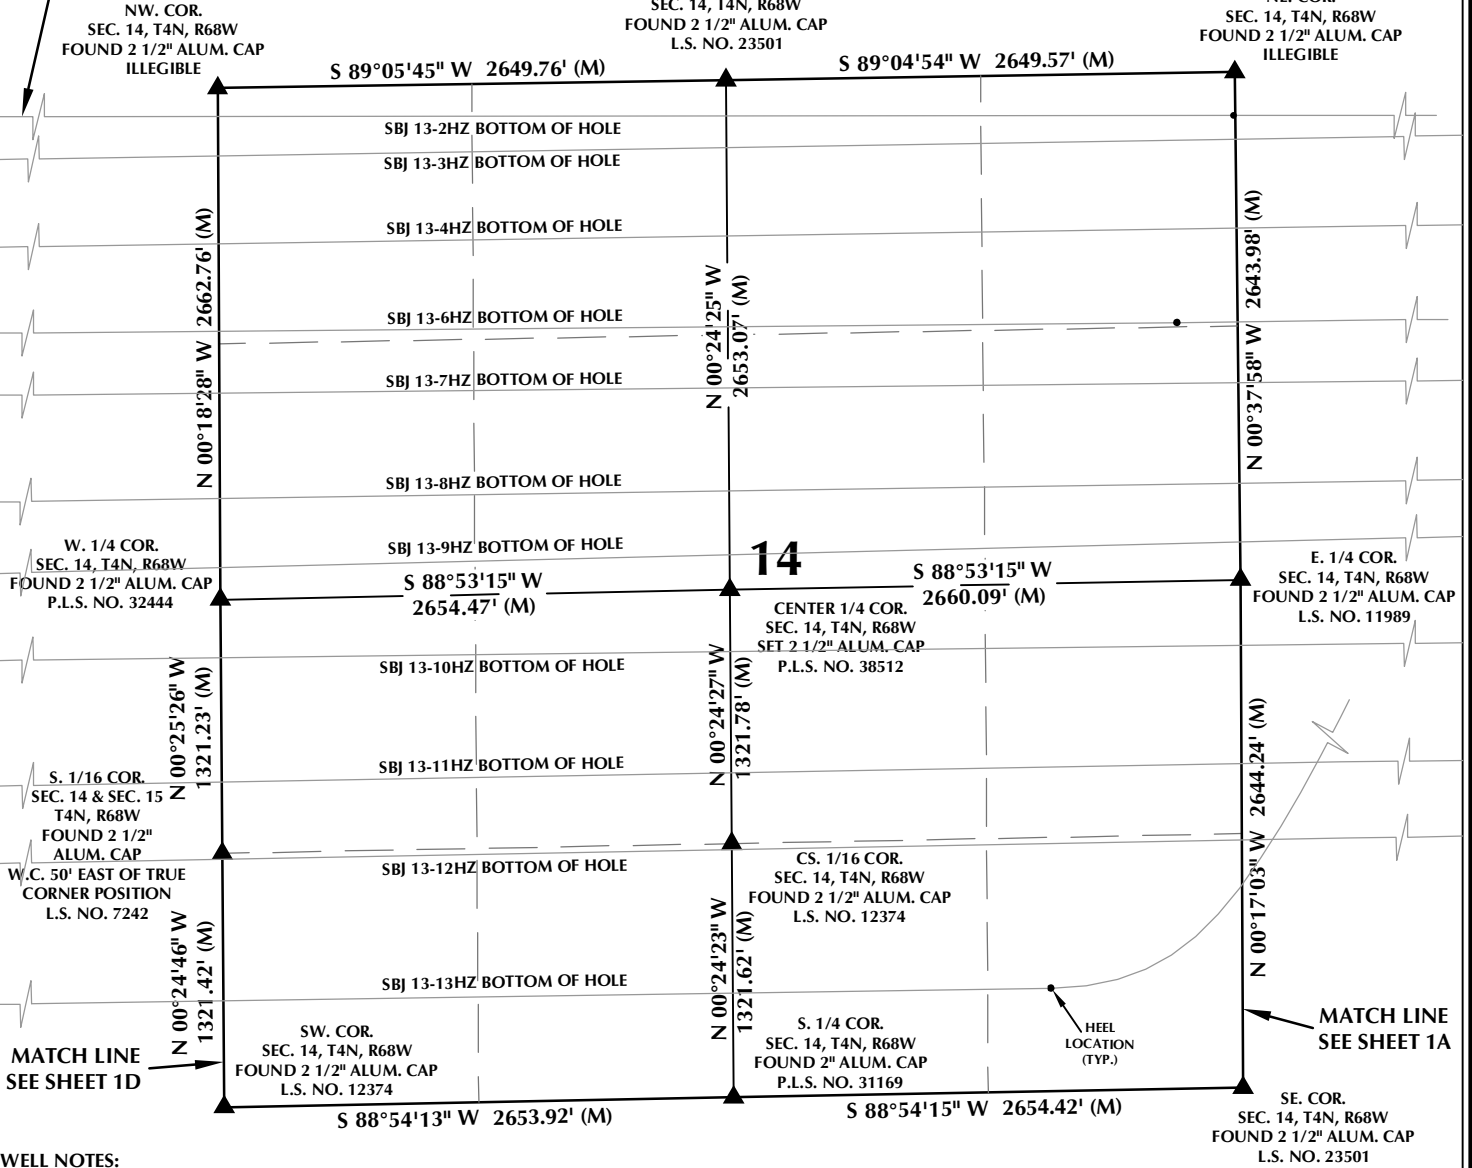 NW. COR.
SEC. 14, T4N, R68W
FOUND 2 1/2" ALUM. CAP
ILLEGIBLE
SEC. 14, T4N, R68W
FOUND 2 1/2" ALUM. CAP
L.S. NO. 23501
NE. COR.
SEC. 14, T4N, R68W
FOUND 2 1/2" ALUM. CAP
ILLEGIBLE
S 89°05'45" W 2649.76' (M)
S 89°04'54" W 2649.57' (M)
SBJ 13-2HZ BOTTOM OF HOLE
SBJ 13-3HZ BOTTOM OF HOLE
SBJ 13-4HZ BOTTOM OF HOLE
SBJ 13-6HZ BOTTOM OF HOLE
SBJ 13-7HZ BOTTOM OF HOLE
SBJ 13-8HZ BOTTOM OF HOLE
SBJ 13-9HZ BOTTOM OF HOLE
N 00°18'28" W 2662.76' (M)
N 00°24'25" W
2653.07' (M)
N 00°37'58" W 2643.98' (M)
14
W. 1/4 COR.
SEC. 14, T4N, R68W
FOUND 2 1/2" ALUM. CAP
P.L.S. NO. 32444
S 88°53'15" W
2654.47' (M)
S 88°53'15" W
2660.09' (M)
E. 1/4 COR.
SEC. 14, T4N, R68W
FOUND 2 1/2" ALUM. CAP
L.S. NO. 11989
CENTER 1/4 COR.
SEC. 14, T4N, R68W
SET 2 1/2" ALUM. CAP
P.L.S. NO. 38512
SBJ 13-10HZ BOTTOM OF HOLE
N 00°25'26" W
1321.23' (M)
N 00°24'27" W
1321.78' (M)
N 00°17'03" W 2644.24' (M)
SBJ 13-11HZ BOTTOM OF HOLE
S. 1/16 COR.
SEC. 14 & SEC. 15
T4N, R68W
FOUND 2 1/2"
ALUM. CAP
W.C. 50' EAST OF TRUE
CORNER POSITION
L.S. NO. 7242
SBJ 13-12HZ BOTTOM OF HOLE
CS. 1/16 COR.
SEC. 14, T4N, R68W
FOUND 2 1/2" ALUM. CAP
L.S. NO. 12374
N 00°24'46" W
1321.42' (M)
N 00°24'23" W
1321.62' (M)
SBJ 13-13HZ BOTTOM OF HOLE
HEEL
LOCATION
(TYP.)
MATCH LINE
SEE SHEET 1A
MATCH LINE
SEE SHEET 1D
SW. COR.
SEC. 14, T4N, R68W
FOUND 2 1/2" ALUM. CAP
L.S. NO. 12374
S. 1/4 COR.
SEC. 14, T4N, R68W
FOUND 2" ALUM. CAP
P.L.S. NO. 31169
S 88°54'13" W 2653.92' (M)
S 88°54'15" W 2654.42' (M)
SE. COR.
SEC. 14, T4N, R68W
FOUND 2 1/2" ALUM. CAP
L.S. NO. 23501
WELL NOTES: